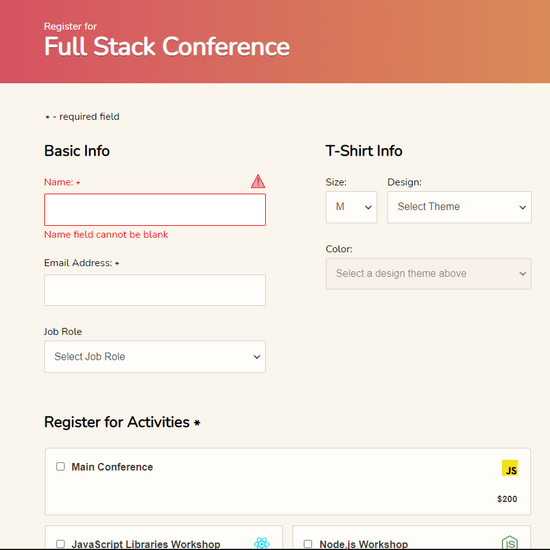 Register for
Full Stack Conference
* - required field
Basic Info
Name: *
Name field cannot be blank
Email Address: *
Job Role
Select Job Role
T-Shirt Info
Size:
Design:
M
Select Theme
Color:
Select a design theme above
Register for Activities *
Main Conference
JS
$200
JavaScript Libraries Workshop
Node.js Workshop
JS